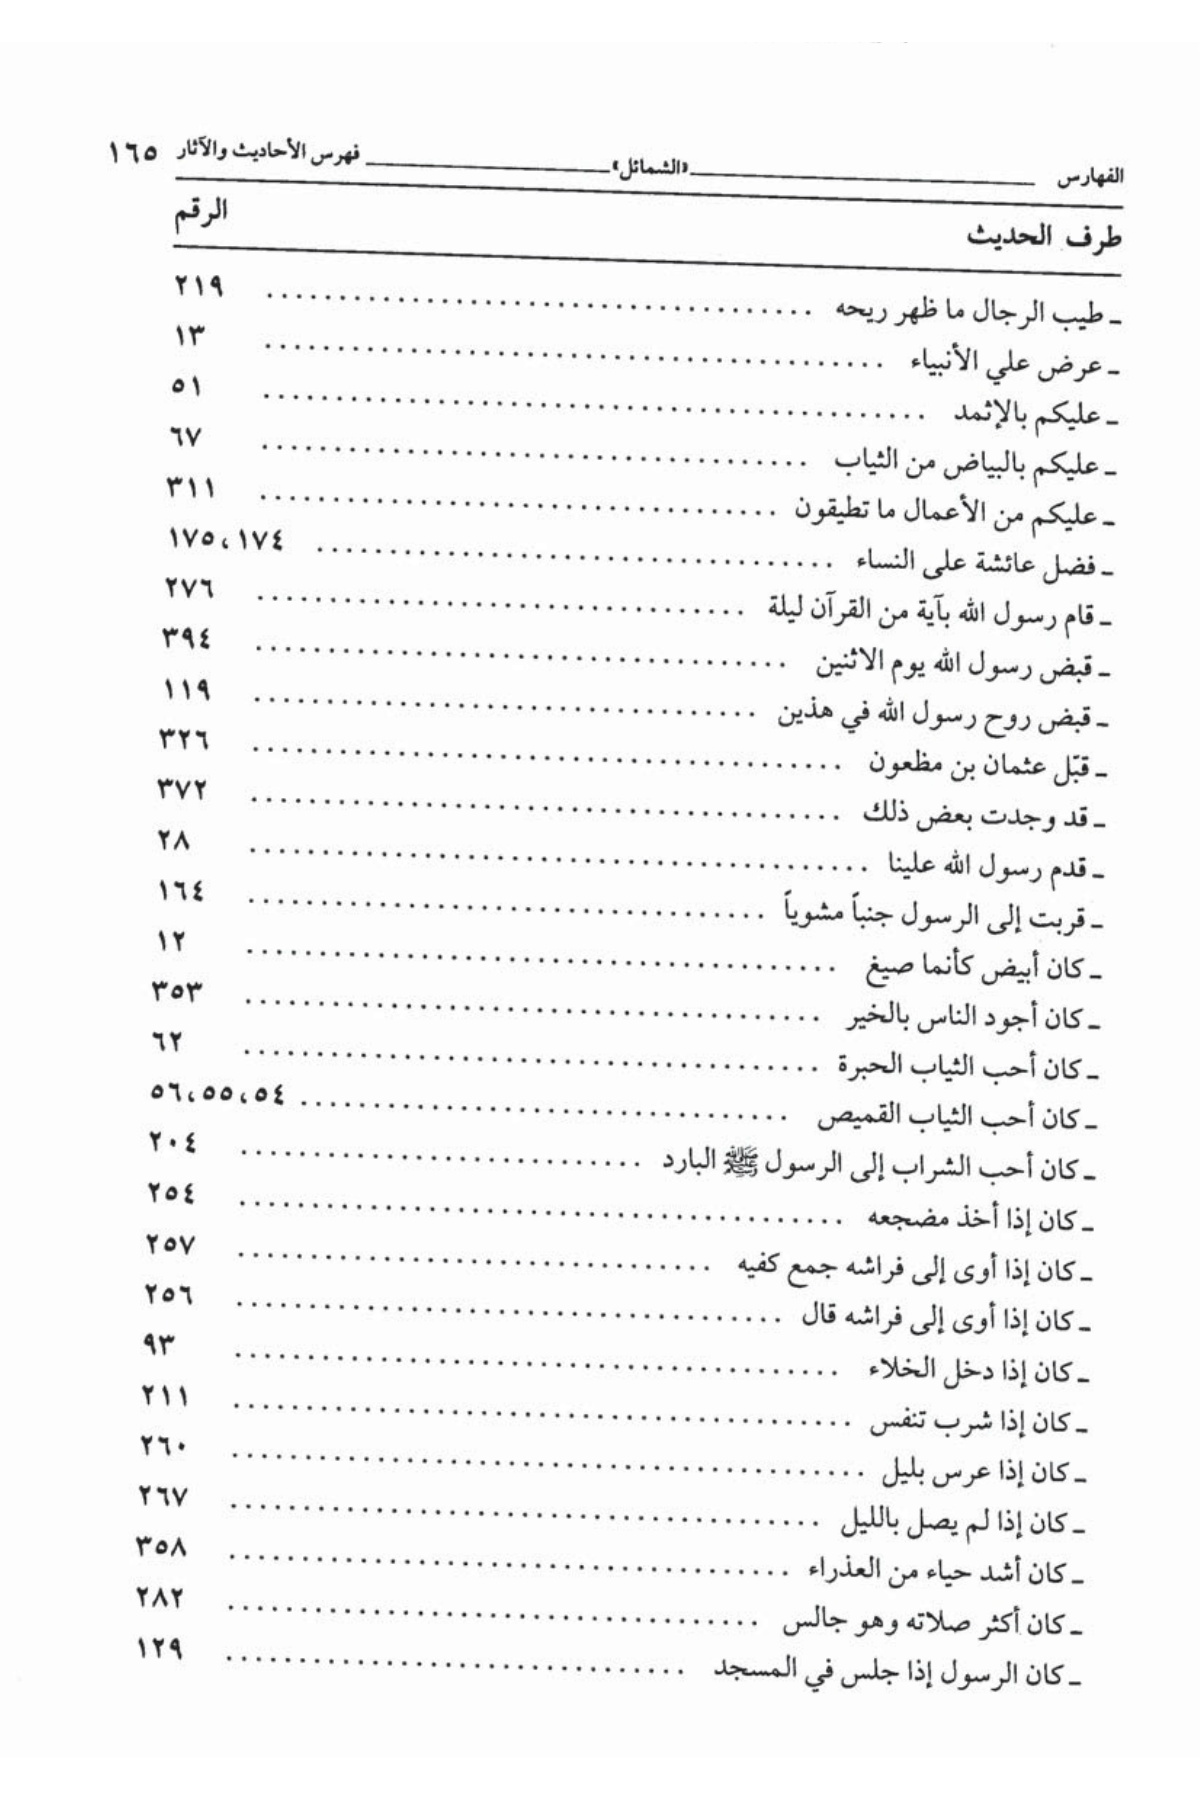 الفهارس «الشمائل» فهرس الأحاديث والآثار ١٦٥
طرف الحديث الرقم
ـ طيب الرجال ما ظهر ريحه ........ ٢١٩
ـ عرض علي الأنبياء ........ ١٣
ـ عليكم بالإثمد ........ ٥١
ـ عليكم بالبياض من الثياب ........ ٦٧
ـ عليكم من الأعمال ما تطيقون ........ ٣١١
ـ فضل عائشة على النساء ........ ١٧٤، ١٧٥
ـ قام رسول الله بآية من القرآن ليلة ........ ٢٧٦
ـ قبض رسول الله يوم الاثنين ........ ٣٩٤
ـ قبض روح رسول الله في هذين ........ ١١٩
ـ قبّل عثمان بن مظعون ........ ٣٢٦
ـ قد وجدت بعض ذلك ........ ٣٧٢
ـ قدم رسول الله علينا ........ ٢٨
ـ قربت إلى الرسول جنباً مشوياً ........ ١٦٤
ـ كان أبيض كأنما صيغ ........ ١٢
ـ كان أجود الناس بالخير ........ ٣٥٣
ـ كان أحب الثياب الحبرة ........ ٦٢
ـ كان أحب الثياب القميص ........ ٥٤، ٥٥، ٥٦
ـ كان أحب الشراب إلى الرسول ﷺ البارد ........ ٢٠٤
ـ كان إذا أخذ مضجعه ........ ٢٥٤
ـ كان إذا أوى إلى فراشه جمع كفيه ........ ٢٥٧
ـ كان إذا أوى إلى فراشه قال ........ ٢٥٦
ـ كان إذا دخل الخلاء ........ ٩٣
ـ كان إذا شرب تنفس ........ ٢١١
ـ كان إذا عرس بليل ........ ٢٦٠
ـ كان إذا لم يصل بالليل ........ ٢٦٧
ـ كان أشد حياء من العذراء ........ ٣٥٨
ـ كان أكثر صلاته وهو جالس ........ ٢٨٢
ـ كان الرسول إذا جلس في المسجد ........ ١٢٩